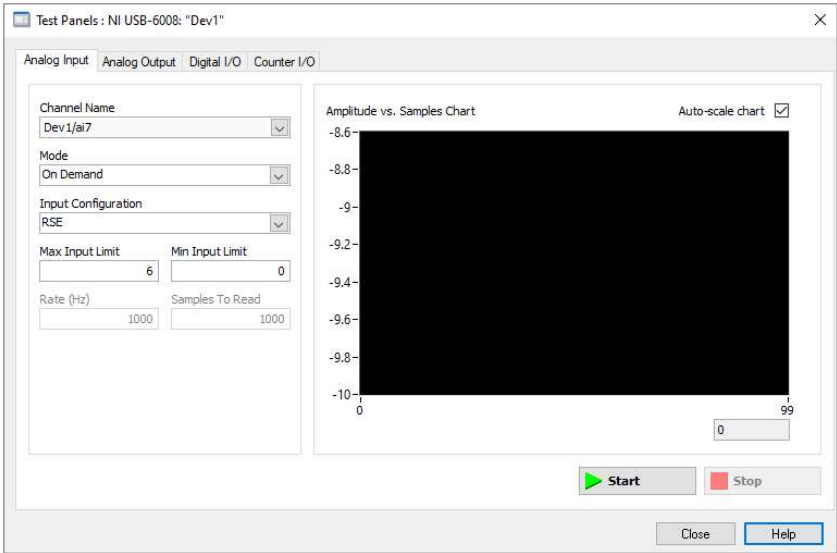 Test Panels : NI USB-6008: "Dev1"
Analog Input Analog Output Digital I/O Counter I/O
Channel Name
Dev1/ai7
Mode
On Demand
Input Configuration
RSE
Max Input Limit Min Input Limit
6 0
Rate (Hz) Samples To Read
1000 1000
Amplitude vs. Samples Chart Auto-scale chart
-8.6
-8.8
-9
-9.2
-9.4
-9.6
-9.8
-10
0 99
0
Start Stop
Close Help